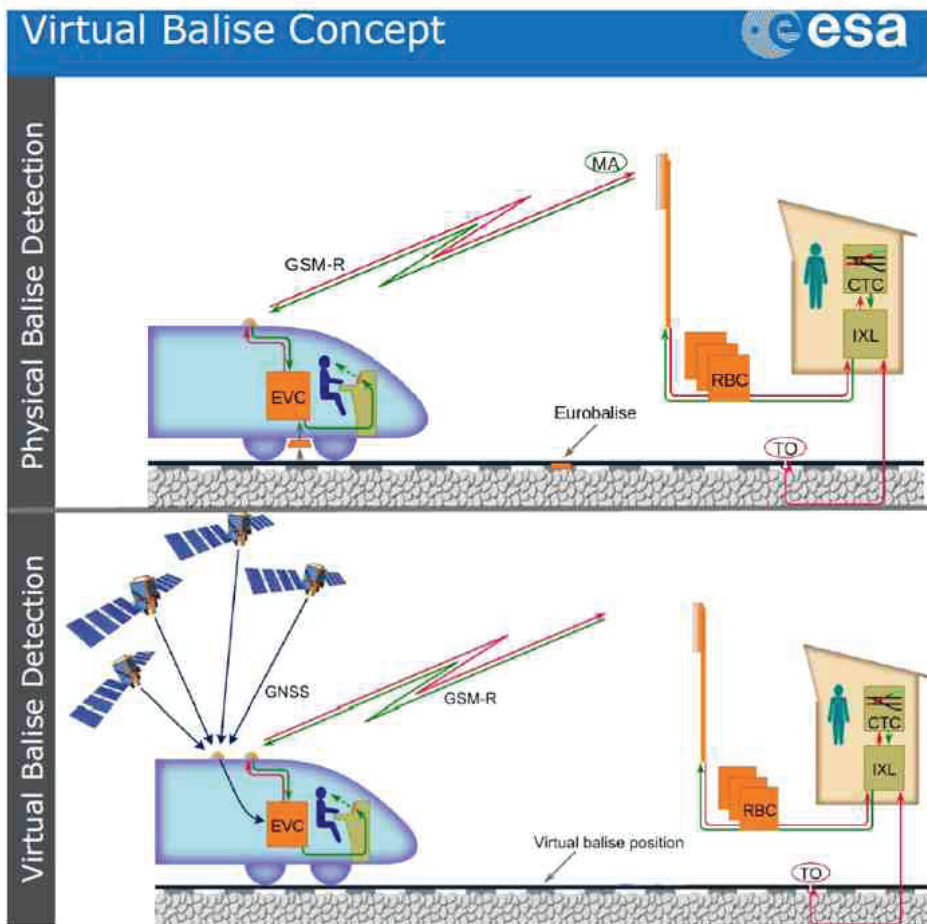 Virtual Balise Concept
esa
Physical Balise Detection
MA
GSM-R
CTC
IXL
EVC
RBC
Eurobalise
TO
Virtual Balise Detection
GNSS
GSM-R
CTC
IXL
EVC
RBC
Virtual balise position
TO